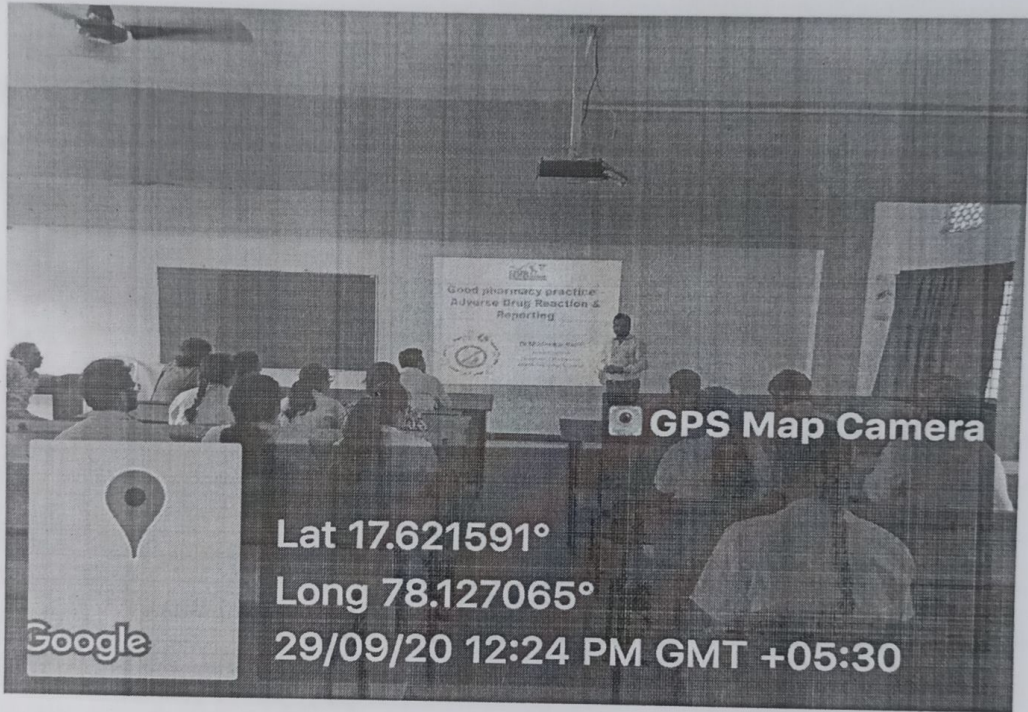 Good pharmacy practice -
Adverse Drug Reaction &
Reporting
GPS Map Camera
Lat 17.621591°
Long 78.127065°
29/09/20 12:24 PM GMT +05:30
Google